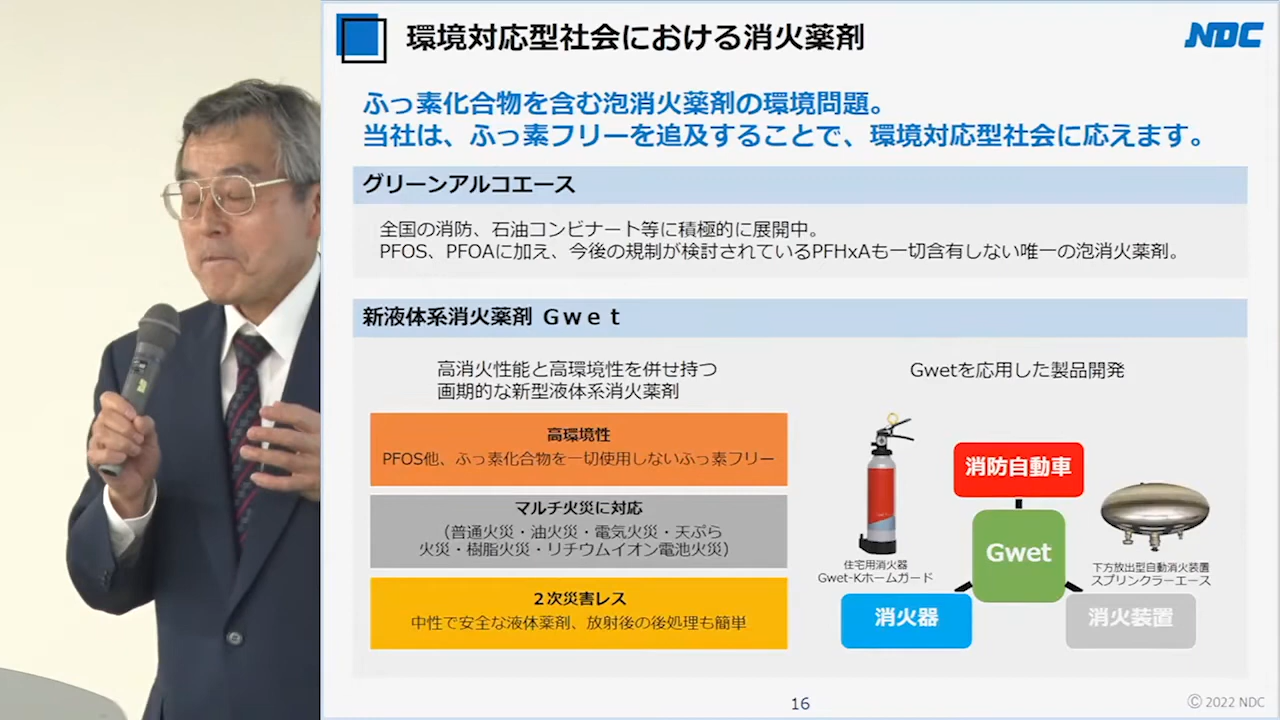 環境対応型社会における消火薬剤
NDC
ふっ素化合物を含む泡消火薬剤の環境問題。
当社は、ふっ素フリーを追及することで、環境対応型社会に応えます。
グリーンアルコエース
全国の消防、石油コンビナート等に積極的に展開中。
PFOS、PFOAに加え、今後の規制が検討されているPFHxAも一切含有しない唯一の泡消火薬剤。
新液体系消火薬剤 Ｇｗｅｔ
高消火性能と高環境性を併せ持つ
画期的な新型液体系消火薬剤
高環境性
PFOS他、ふっ素化合物を一切使用しないふっ素フリー
マルチ火災に対応
（普通火災・油火災・電気火災・天ぷら
火災・樹脂火災・リチウムイオン電池火災）
２次災害レス
中性で安全な液体薬剤、放射後の後処理も簡単
Gwetを応用した製品開発
消防自動車
Gwet
住宅用消火器
Gwet-Kホームガード
下方放出型自動消火装置
スプリンクラーエース
消火器
消火装置
16
Ⓒ 2022 NDC